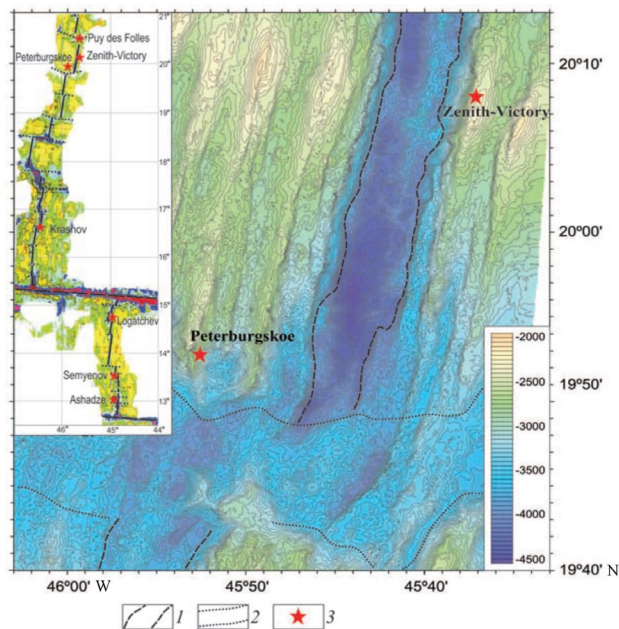 21°
Puy des Folles
Peterburgskoe
Zenith-Victory
20°
19°
18°
17°
Krashov
16°
15°
Logatchev
14°
Semyenov
Ashadze
13°
46°
45°
44°
Zenith-Victory
Peterburgskoe
20°10'
20°00'
19°50'
19°40' N
-2000
-2500
-3000
-3500
-4000
-4500
46°00' W
45°50'
45°40'
1
2
3